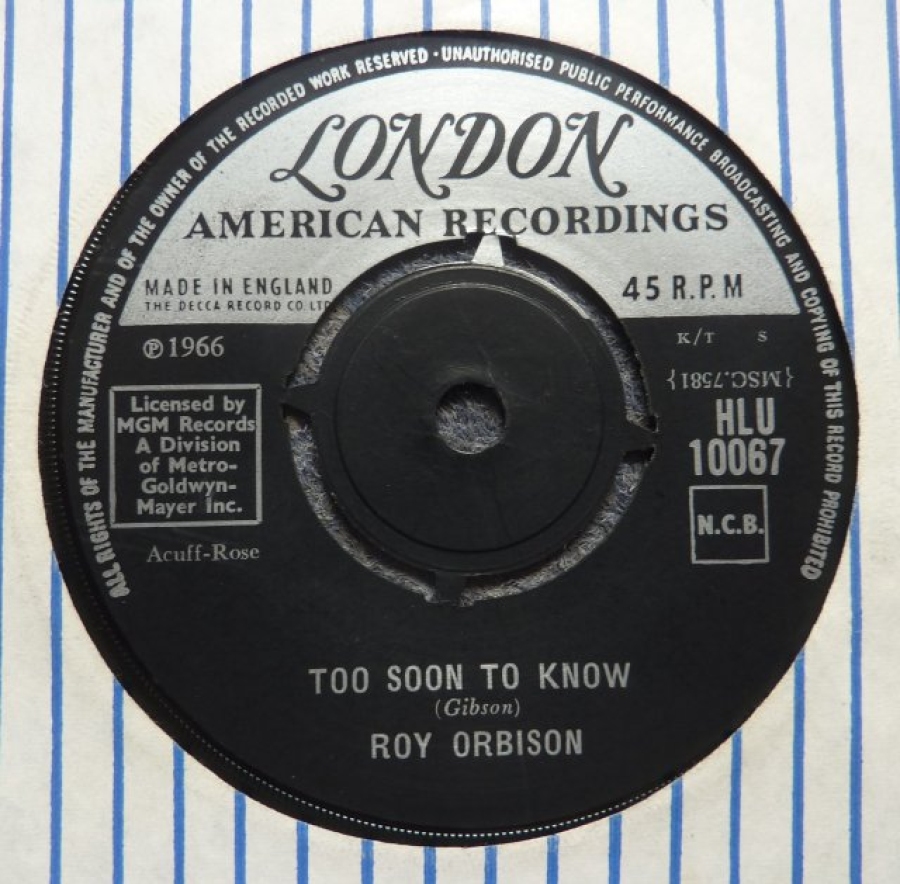 ALL RIGHTS OF THE MANUFACTURER AND OF THE OWNER OF THE RECORDED WORK RESERVED · UNAUTHORISED PUBLIC PERFORMANCE BROADCASTING AND COPYING OF THIS RECORD PROHIBITED
LONDON
AMERICAN RECORDINGS
MADE IN ENGLAND
THE DECCA RECORD CO LTD
45 R.P.M
℗ 1966
K/T S
{MSC.7581}
HLU
10067
N.C.B.
Licensed by
MGM Records
A Division
of Metro-
Goldwyn-
Mayer Inc.
Acuff-Rose
TOO SOON TO KNOW
(Gibson)
ROY ORBISON